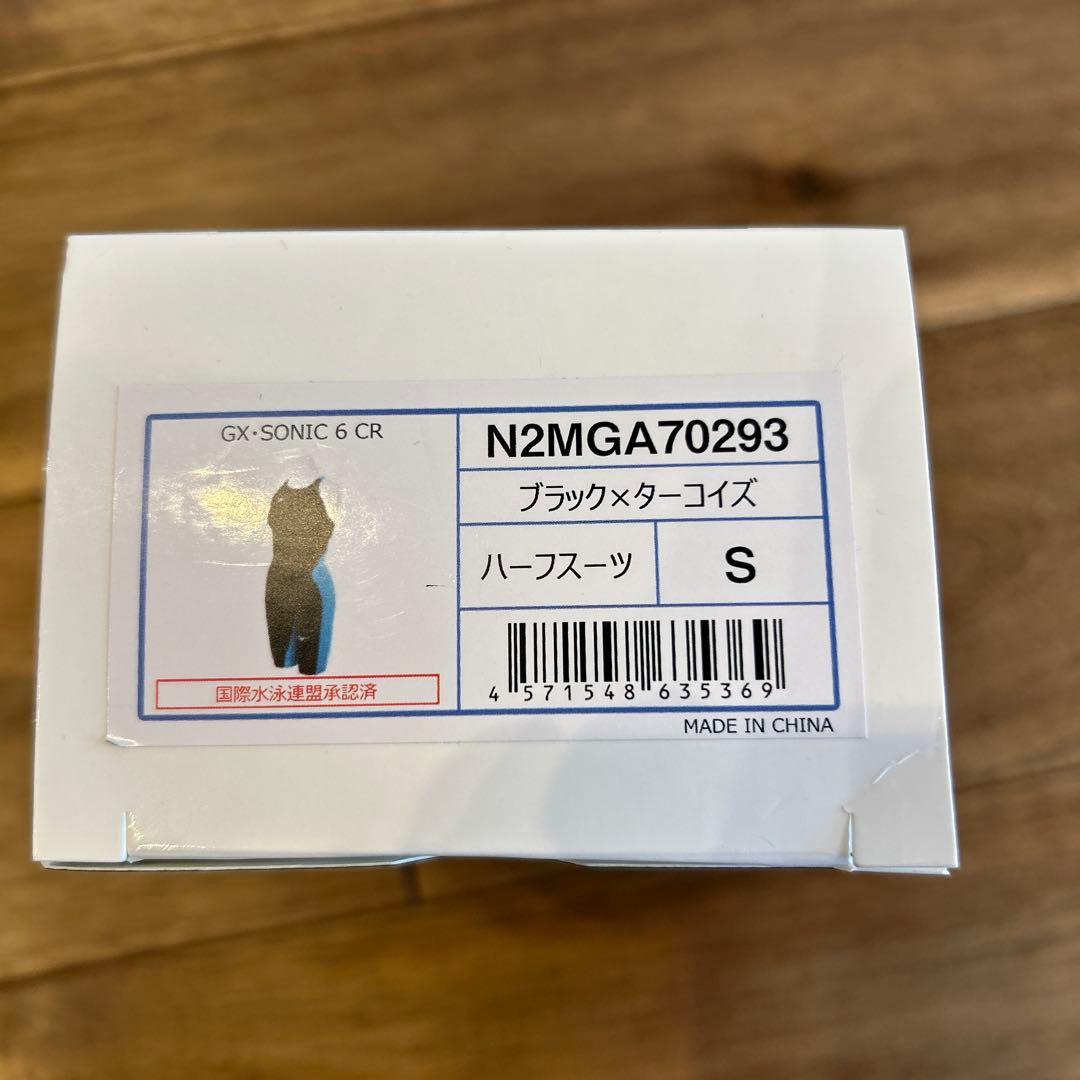 GX・SONIC 6 CR
N2MGA70293
ブラック×ターコイズ
ハーフスーツ
S
国際水泳連盟承認済
4 571548 635369
MADE IN CHINA